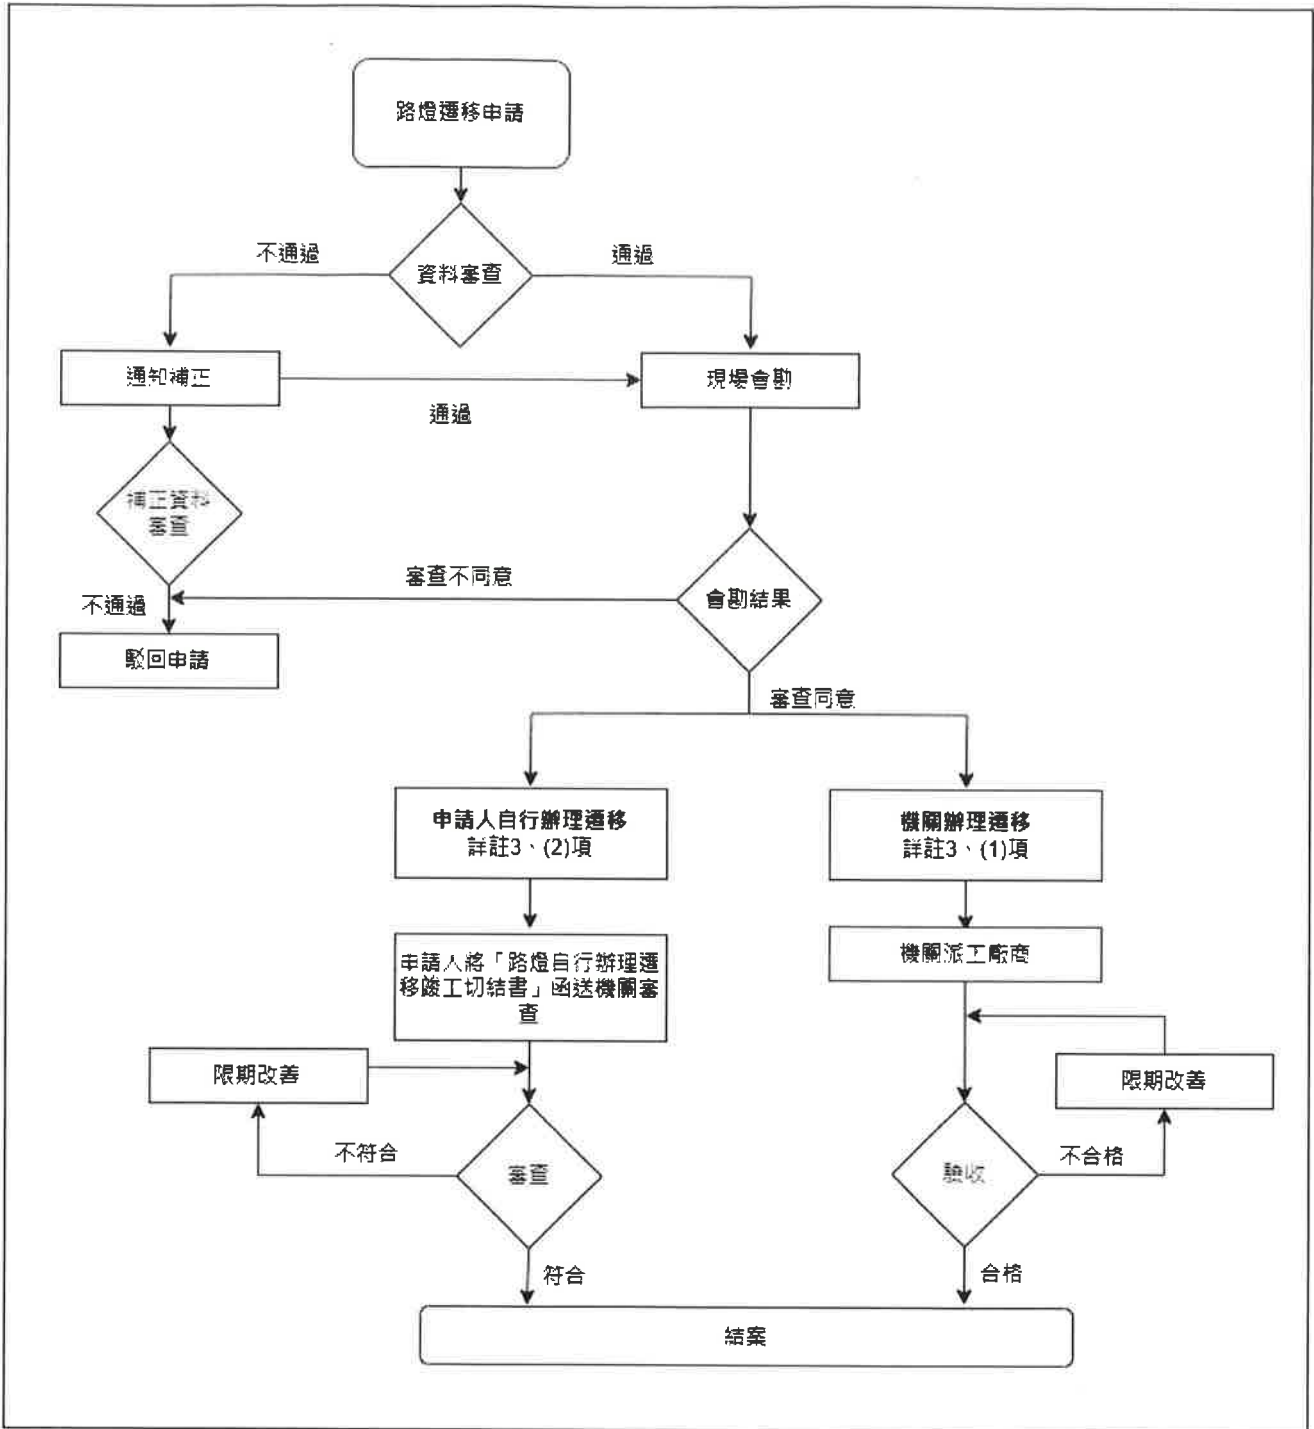 路燈遷移申請
不通過
通過
資料審查
通知補正
現場會勘
通過
補正資料
審查
審查不同意
會勘結果
不通過
駁回申請
審查同意
申請人自行辦理遷移
詳註3、(2)項
機關辦理遷移
詳註3、(1)項
申請人將「路燈自行辦理遷
移竣工切結書」函送機關審
查
機關派工廠商
限期改善
限期改善
不符合
審查
驗收
不合格
符合
合格
結案